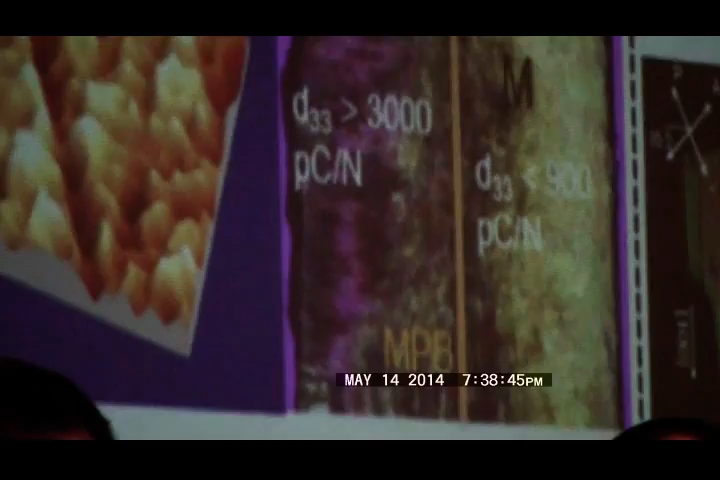 d33 > 3000
pC/N
M
d33 < 900
pC/N
MPB
MAY 14 2014 7:38:45PM